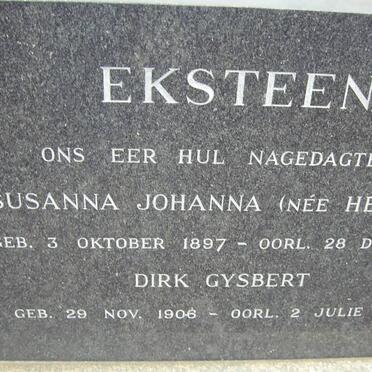 EKSTEEN
ONS EER HUL NAGEDAGTE
SUSANNA JOHANNA (NÉE HE
GEB. 3 OKTOBER 1897 – OORL. 28 D
DIRK GYSBERT
GEB. 29 NOV. 1906 – OORL. 2 JULIE